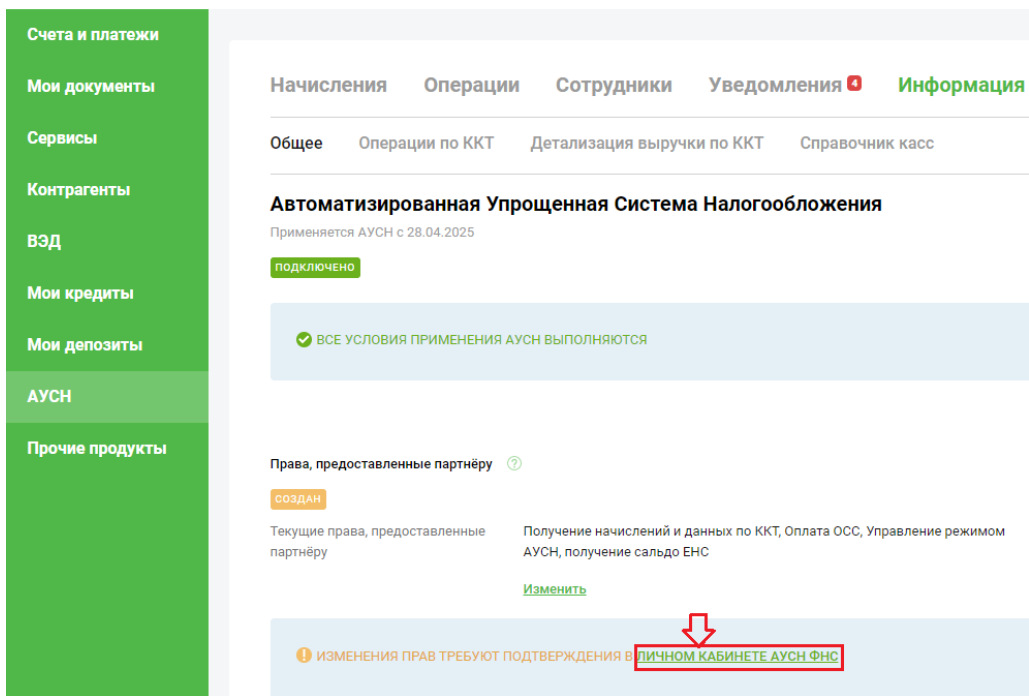 Счета и платежи
Мои документы
Сервисы
Контрагенты
ВЭД
Мои кредиты
Мои депозиты
АУСН
Прочие продукты
Начисления Операции Сотрудники Уведомления 4 Информация
Общее Операции по ККТ Детализация выручки по ККТ Справочник касс
Автоматизированная Упрощенная Система Налогообложения
Применяется АУСН с 28.04.2025
ПОДКЛЮЧЕНО
ВСЕ УСЛОВИЯ ПРИМЕНЕНИЯ АУСН ВЫПОЛНЯЮТСЯ
Права, предоставленные партнёру ?
СОЗДАН
Текущие права, предоставленные партнёру
Получение начислений и данных по ККТ, Оплата ОСС, Управление режимом
АУСН, получение сальдо ЕНС
Изменить
ИЗМЕНЕНИЯ ПРАВ ТРЕБУЮТ ПОДТВЕРЖДЕНИЯ В ЛИЧНОМ КАБИНЕТЕ АУСН ФНС